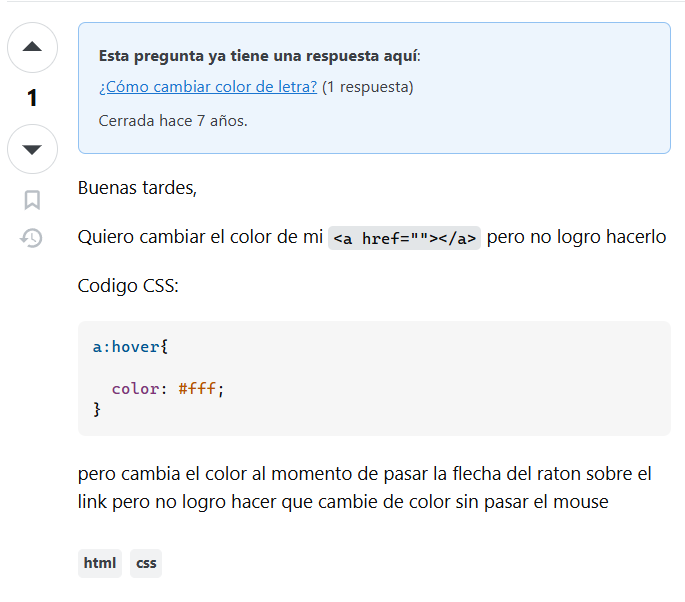 Esta pregunta ya tiene una respuesta aquí:
¿Cómo cambiar color de letra? (1 respuesta)
Cerrada hace 7 años.
1
Buenas tardes,
Quiero cambiar el color de mi <a href=""></a> pero no logro hacerlo
Codigo CSS:
a:hover{
color: #fff;
}
pero cambia el color al momento de pasar la flecha del raton sobre el
link pero no logro hacer que cambie de color sin pasar el mouse
html css